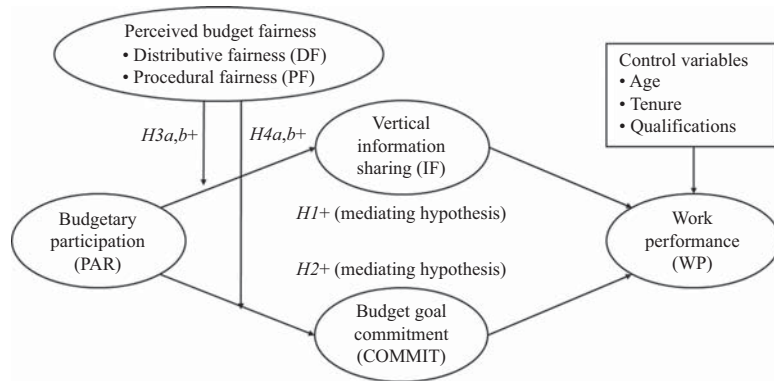 Perceived budget fairness
• Distributive fairness (DF)
• Procedural fairness (PF)
Control variables
• Age
• Tenure
• Qualifications
H3a,b+
H4a,b+
Vertical
information
sharing (IF)
Budgetary
participation
(PAR)
H1+ (mediating hypothesis)
H2+ (mediating hypothesis)
Work
performance
(WP)
Budget goal
commitment
(COMMIT)